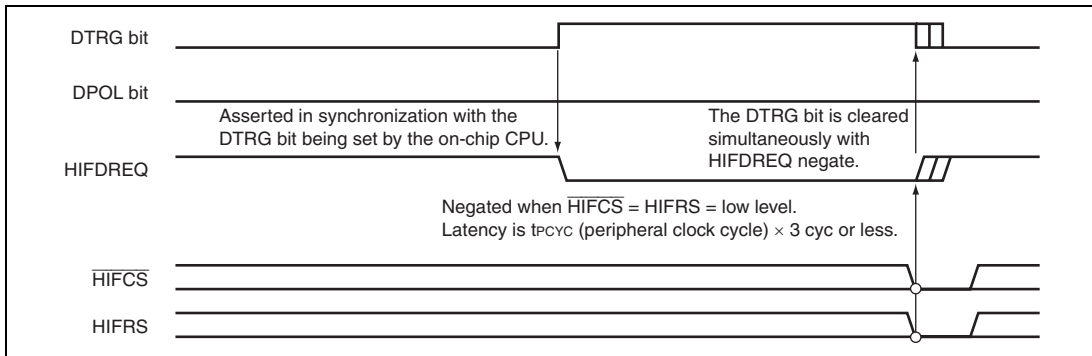 DTRG bit
DPOL bit
Asserted in synchronization with the
DTRG bit being set by the on-chip CPU.
The DTRG bit is cleared
simultaneously with
HIFDREQ negate.
HIFDREQ
Negated when HIFCS = HIFRS = low level.
Latency is tPCYC (peripheral clock cycle) × 3 cyc or less.
HIFCS
HIFRS